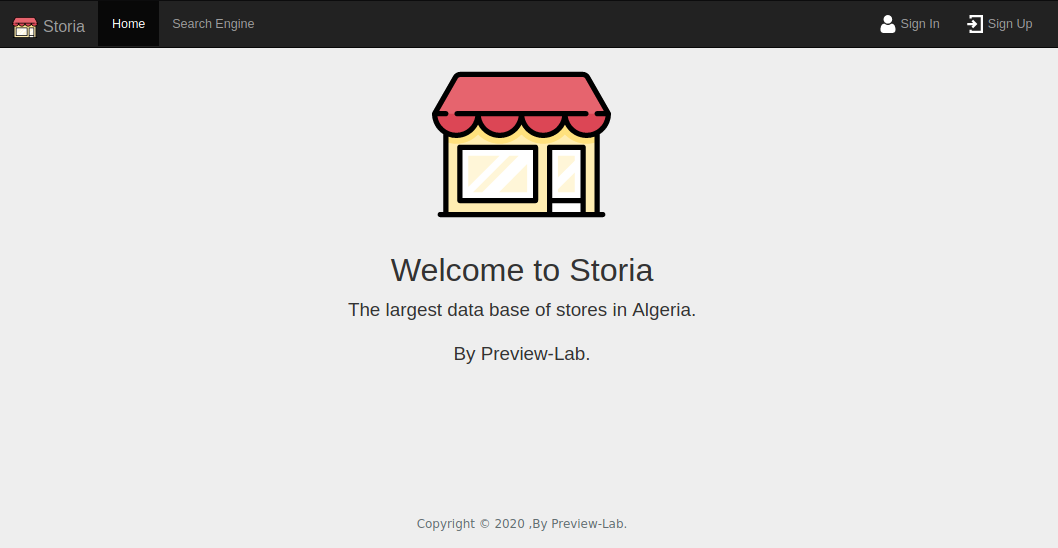 Storia Home Search Engine Sign In Sign Up
Welcome to Storia
The largest data base of stores in Algeria.
By Preview-Lab.
Copyright © 2020 ,By Preview-Lab.